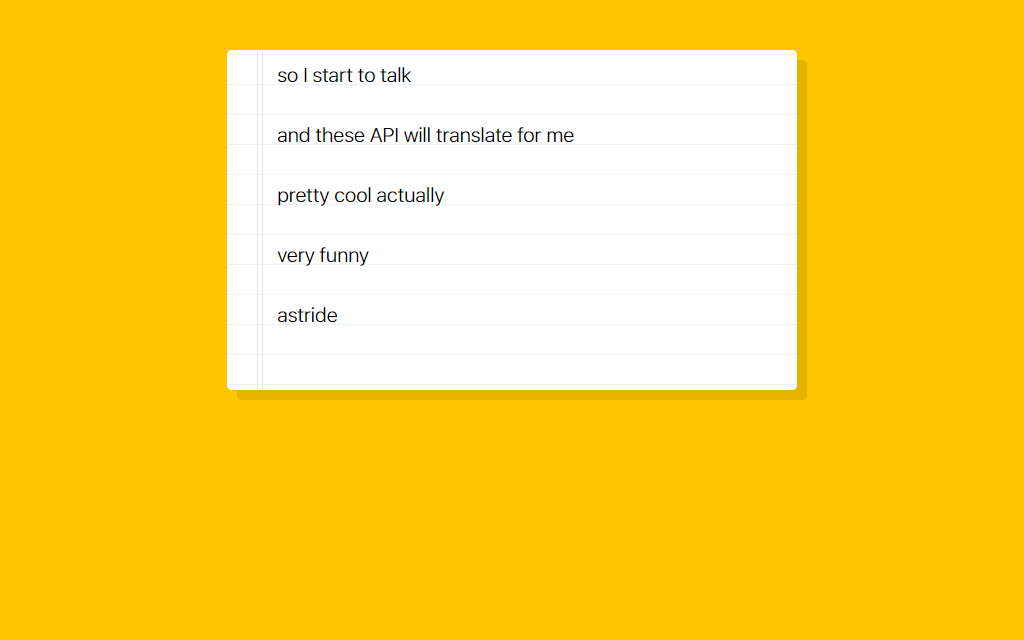 so I start to talk
and these API will translate for me
pretty cool actually
very funny
astride